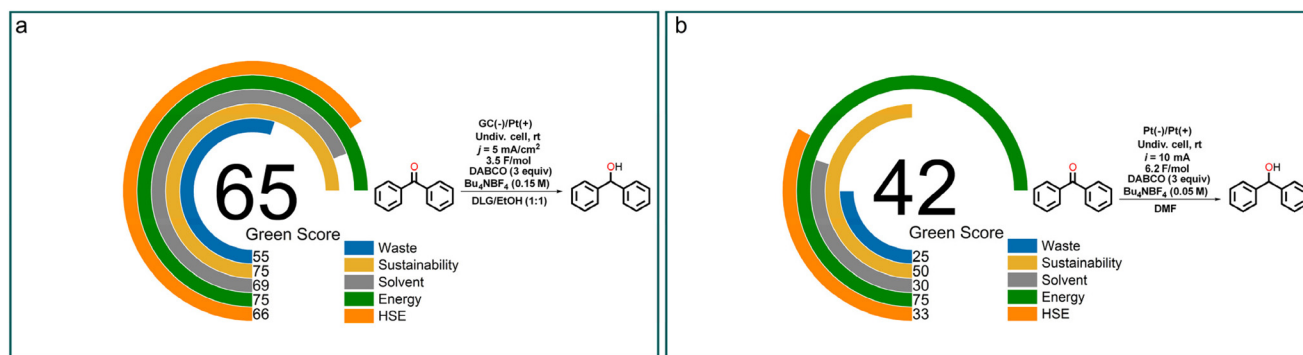 a
GC(-)/Pt(+)
Undiv. cell, rt
j = 5 mA/cm²
3.5 F/mol
DABCO (3 equiv)
Bu₄NBF₄ (0.15 M)
DLG/EtOH (1:1)
O
OH
65
Green Score
55
75
69
75
66
Waste
Sustainability
Solvent
Energy
HSE
b
Pt(-)/Pt(+)
Undiv. cell, rt
i = 10 mA
6.2 F/mol
DABCO (3 equiv)
Bu₄NBF₄ (0.05 M)
DMF
O
OH
42
Green Score
25
50
30
75
33
Waste
Sustainability
Solvent
Energy
HSE